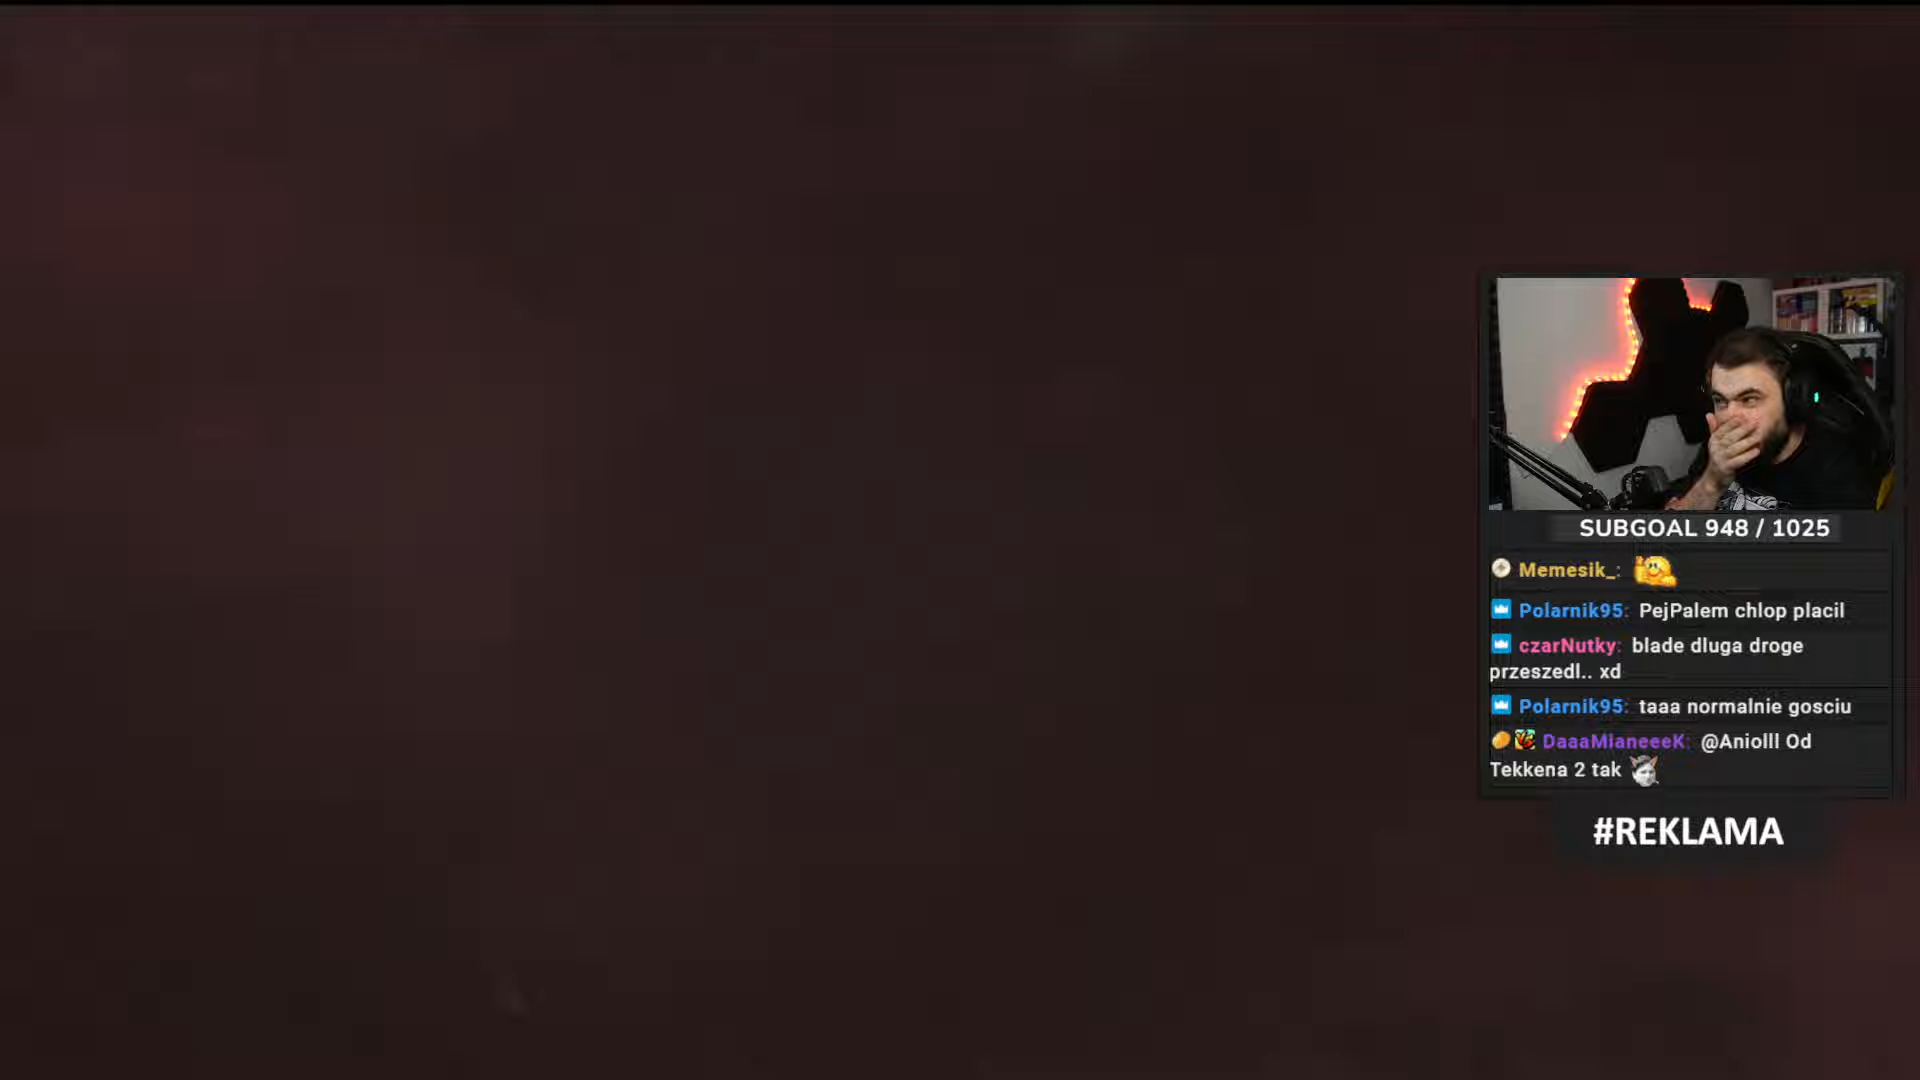 SUBGOAL 948 / 1025
Memesik_:
Polarnik95: PejPalem chlop placil
czarNutky: blade dluga droge
przeszedl.. xd
Polarnik95: taaa normalnie gosciu
DaaaMianeeeK: @Aniolll Od
Tekkena 2 tak
#REKLAMA